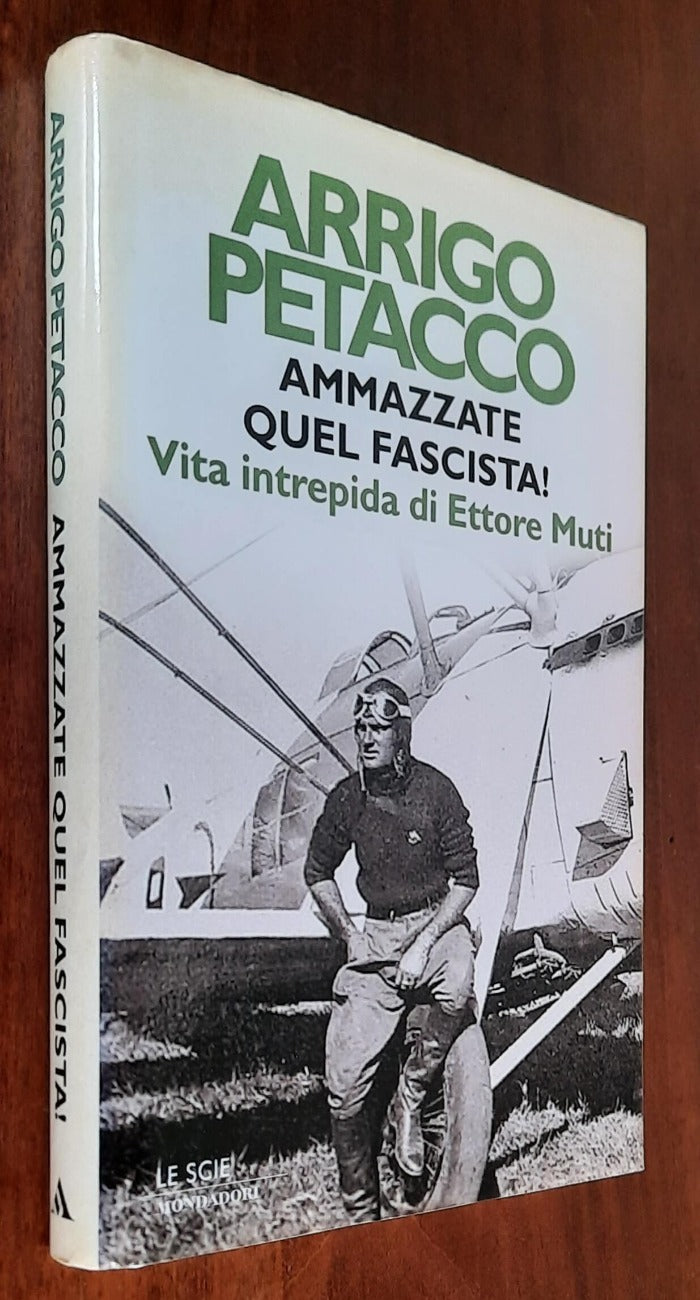 ARRIGO PETACCO AMMAZZATE QUEL FASCISTA!
ARRIGO
PETACCO
AMMAZZATE
QUEL FASCISTA!
Vita intrepida di Ettore Muti
LE SCIE
MONDADORI